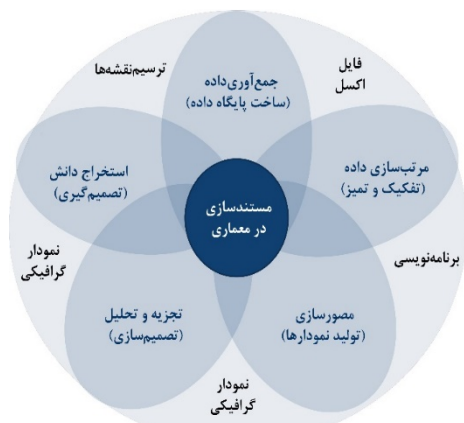 جمع‌آوری‌داده
(ساخت پایگاه داده)
فایل
اکسل
مرتب‌سازی داده
(تفکیک و تمیز)
برنامه‌نویسی
مصورسازی
(تولید نمودارها)
نمودار
گرافیکی
تجزیه و تحلیل
(تصمیم‌سازی)
نمودار
گرافیکی
استخراج دانش
(تصمیم‌گیری)
ترسیم‌نقشه‌ها
مستندسازی
در معماری